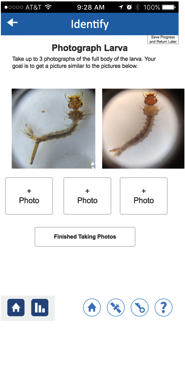 ●○○○○ AT&T 9:28 AM 100%
Identify
Save Progress
and Return Later
Photograph Larva
Take up to 3 photographs of the full body of the larva. Your
goal is to get a picture similar to the pictures below.
+ + +
Photo Photo Photo
Finished Taking Photos
?